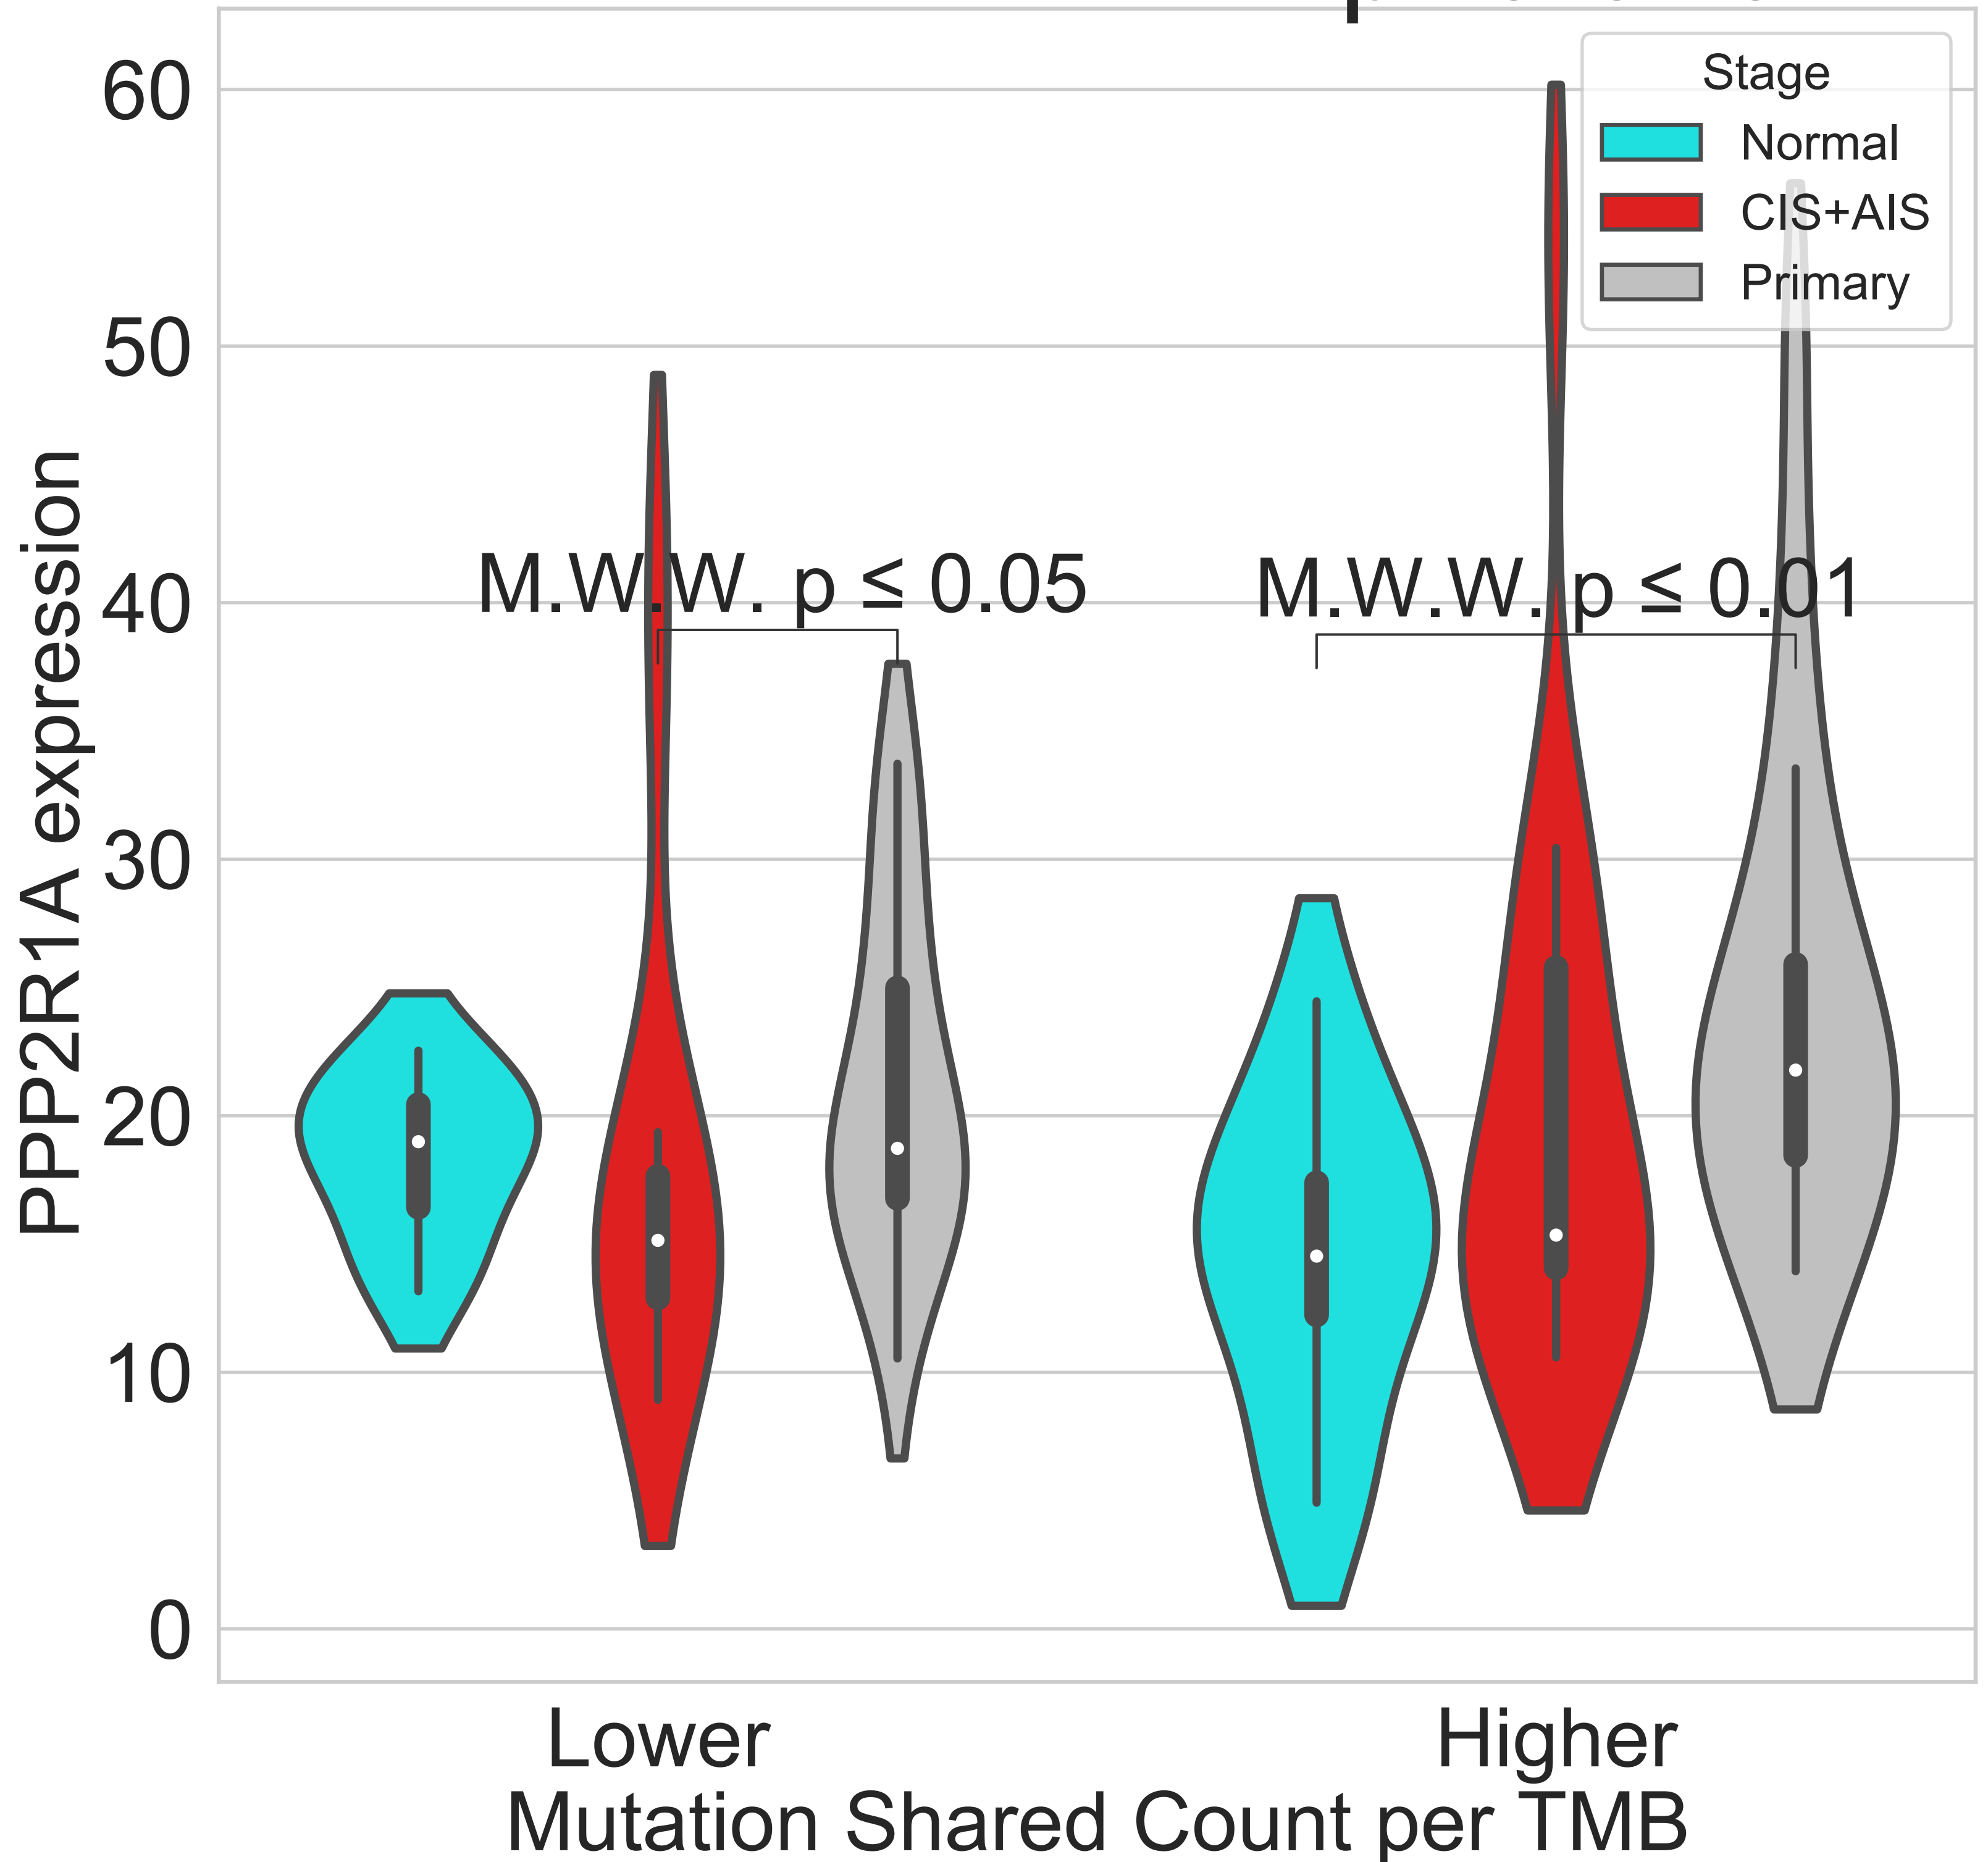 Stage
Normal
CIS+AIS
Primary
60
50
40
30
20
10
0
PPP2R1A expression
M.W.W. p ≤ 0.05
M.W.W. p ≤ 0.01
Lower
Higher
Mutation Shared Count per TMB